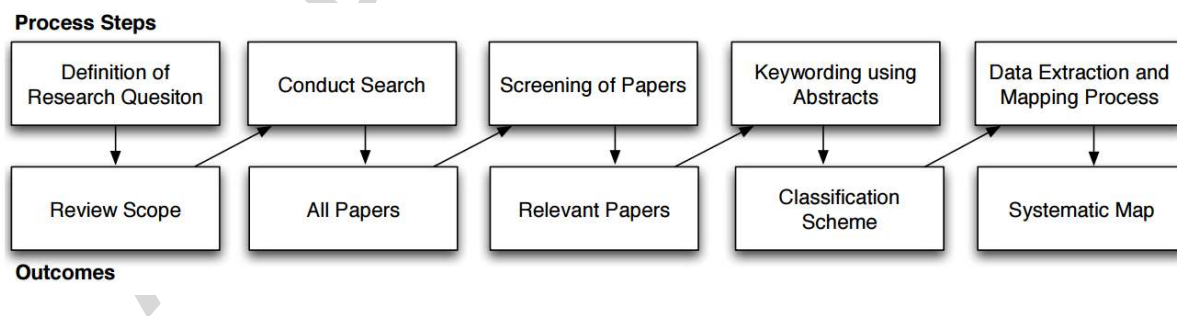 Process Steps
Definition of
Research Quesiton
Conduct Search
Screening of Papers
Keywording using
Abstracts
Data Extraction and
Mapping Process
Review Scope
All Papers
Relevant Papers
Classification
Scheme
Systematic Map
Outcomes